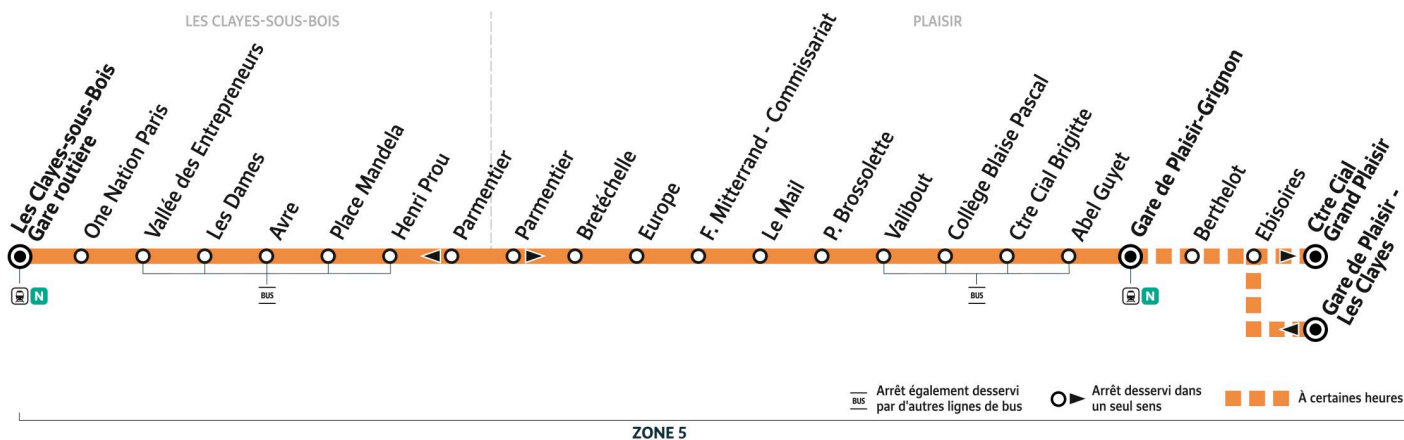 LES CLAYES-SOUS-BOIS
PLAISIR
Les Clayes-sous-Bois
Gare routière
One Nation Paris
Vallée des Entrepreneurs
Les Dames
Avre
Place Mandela
Henri Prou
Parmentier
Parmentier
Bretéchelle
Europe
F. Mitterrand - Commissariat
Le Mail
P. Brossolette
Valibout
Collège Blaise Pascal
Ctre Cial Brigitte
Abel Guyet
Gare de Plaisir-Grignon
Berthelot
Ebisoires
Ctre Cial
Grand Plaisir
Gare de Plaisir -
Les Clayes
N
BUS
BUS
N
BUS
Arrêt également desservi
par d'autres lignes de bus
Arrêt desservi dans
un seul sens
À certaines heures
ZONE 5